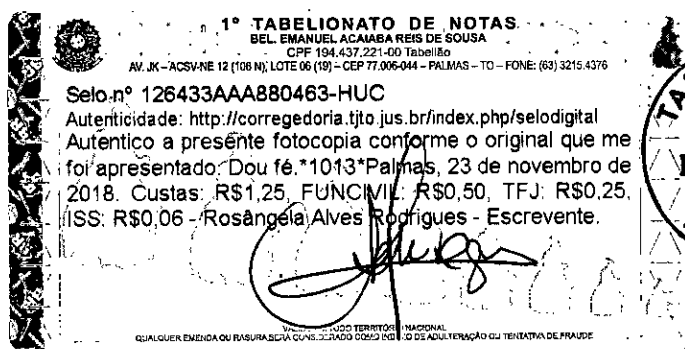 1º TABELIONATO DE NOTAS
BEL. EMANUEL ACAIABA REIS DE SOUSA
CPF 194.437.221-00 Tabelião
AV. JK – ACSV-NE 12 (106 N), LOTE 06 (19) – CEP 77.006-044 – PALMAS – TO – FONE: (63) 3215.4376
Selo nº 126433AAA880463-HUC
Autenticidade: http://corregedoria.tjto.jus.br/index.php/selodigital
Autentico a presente fotocopia conforme o original que me
foi apresentado. Dou fé.*1013*Palmas, 23 de novembro de
2018. Custas: R$1,25, FUNCIVIL: R$0,50, TFJ: R$0,25,
ISS: R$0,06 - Rosângela Alves Rodrigues - Escrevente.
TERRITÓRIO NACIONAL
QUALQUER EMENDA OU RASURA SERÁ CONSIDERADO COMO INDÍCIO DE ADULTERAÇÃO OU TENTATIVA DE FRAUDE
TA